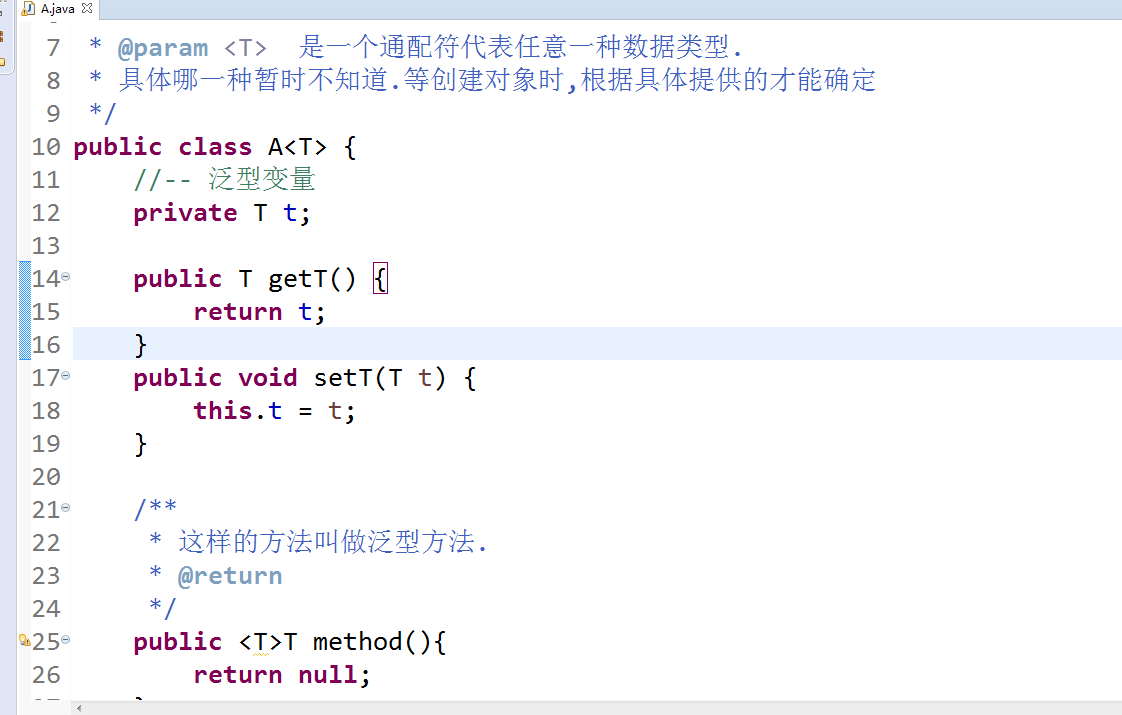 A.java
7 * @param <T>  是一个通配符代表任意一种数据类型.
8 * 具体哪一种暂时不知道.等创建对象时,根据具体提供的才能确定
9 */
10 public class A<T> {
11 //-- 泛型变量
12 private T t;
13
14 public T getT() {
15 return t;
16 }
17 public void setT(T t) {
18 this.t = t;
19 }
20
21 /**
22 * 这样的方法叫做泛型方法.
23 * @return
24 */
25 public <T>T method(){
26 return null;